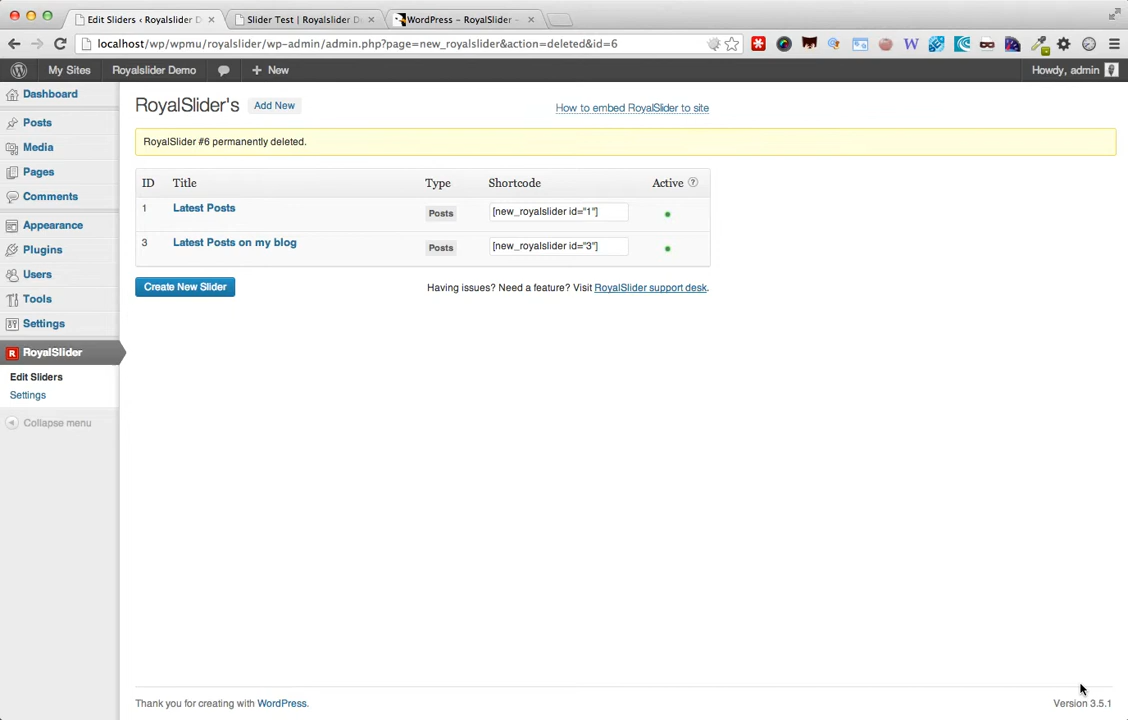 Edit Sliders ‹ Royalslider D
Slider Test | Royalslider D
WordPress – RoyalSlider –
localhost/wp/wpmu/royalslider/wp-admin/admin.php?page=new_royalslider&action=deleted&id=6
My Sites
Royalslider Demo
+ New
Howdy, admin
Dashboard
Posts
Media
Pages
Comments
Appearance
Plugins
Users
Tools
Settings
R RoyalSlider
Edit Sliders
Settings
Collapse menu
RoyalSlider's Add New
How to embed RoyalSlider to site
RoyalSlider #6 permanently deleted.
ID Title Type Shortcode Active ?
1 Latest Posts Posts [new_royalslider id="1"]
3 Latest Posts on my blog Posts [new_royalslider id="3"]
Create New Slider
Having issues? Need a feature? Visit RoyalSlider support desk.
Thank you for creating with WordPress.
Version 3.5.1